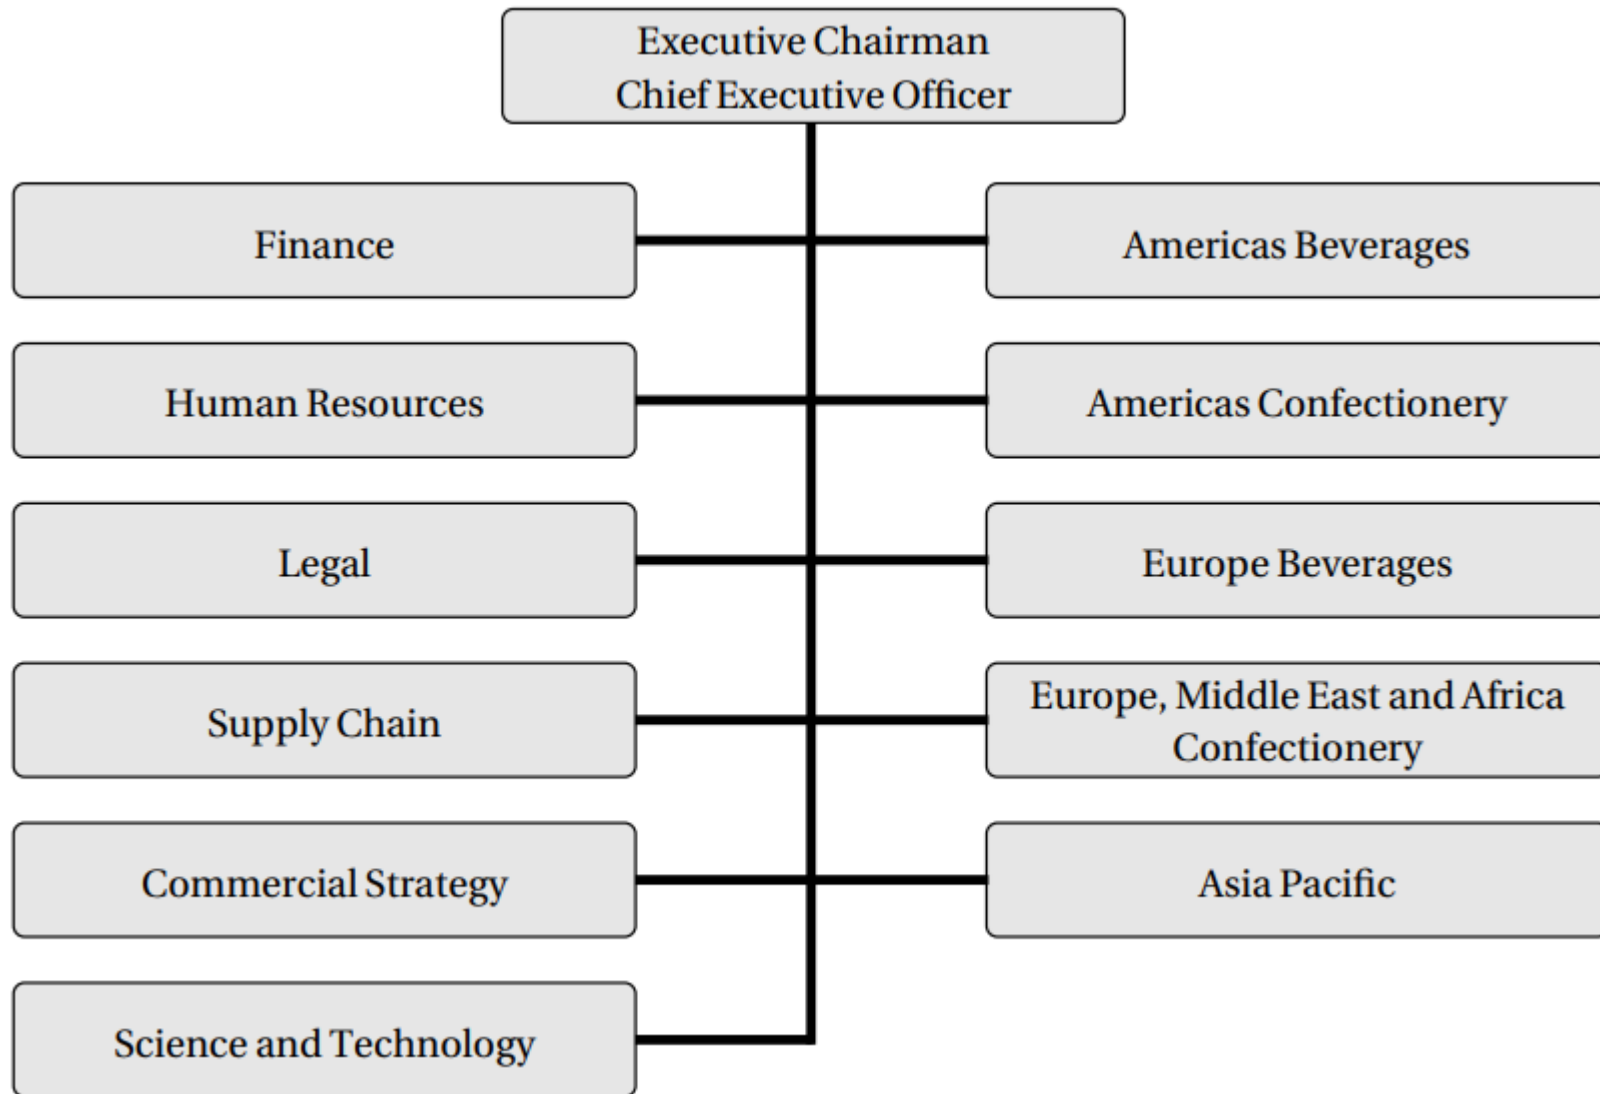 Executive Chairman
Chief Executive Officer
Finance
Americas Beverages
Human Resources
Americas Confectionery
Legal
Europe Beverages
Supply Chain
Europe, Middle East and Africa
Confectionery
Commercial Strategy
Asia Pacific
Science and Technology